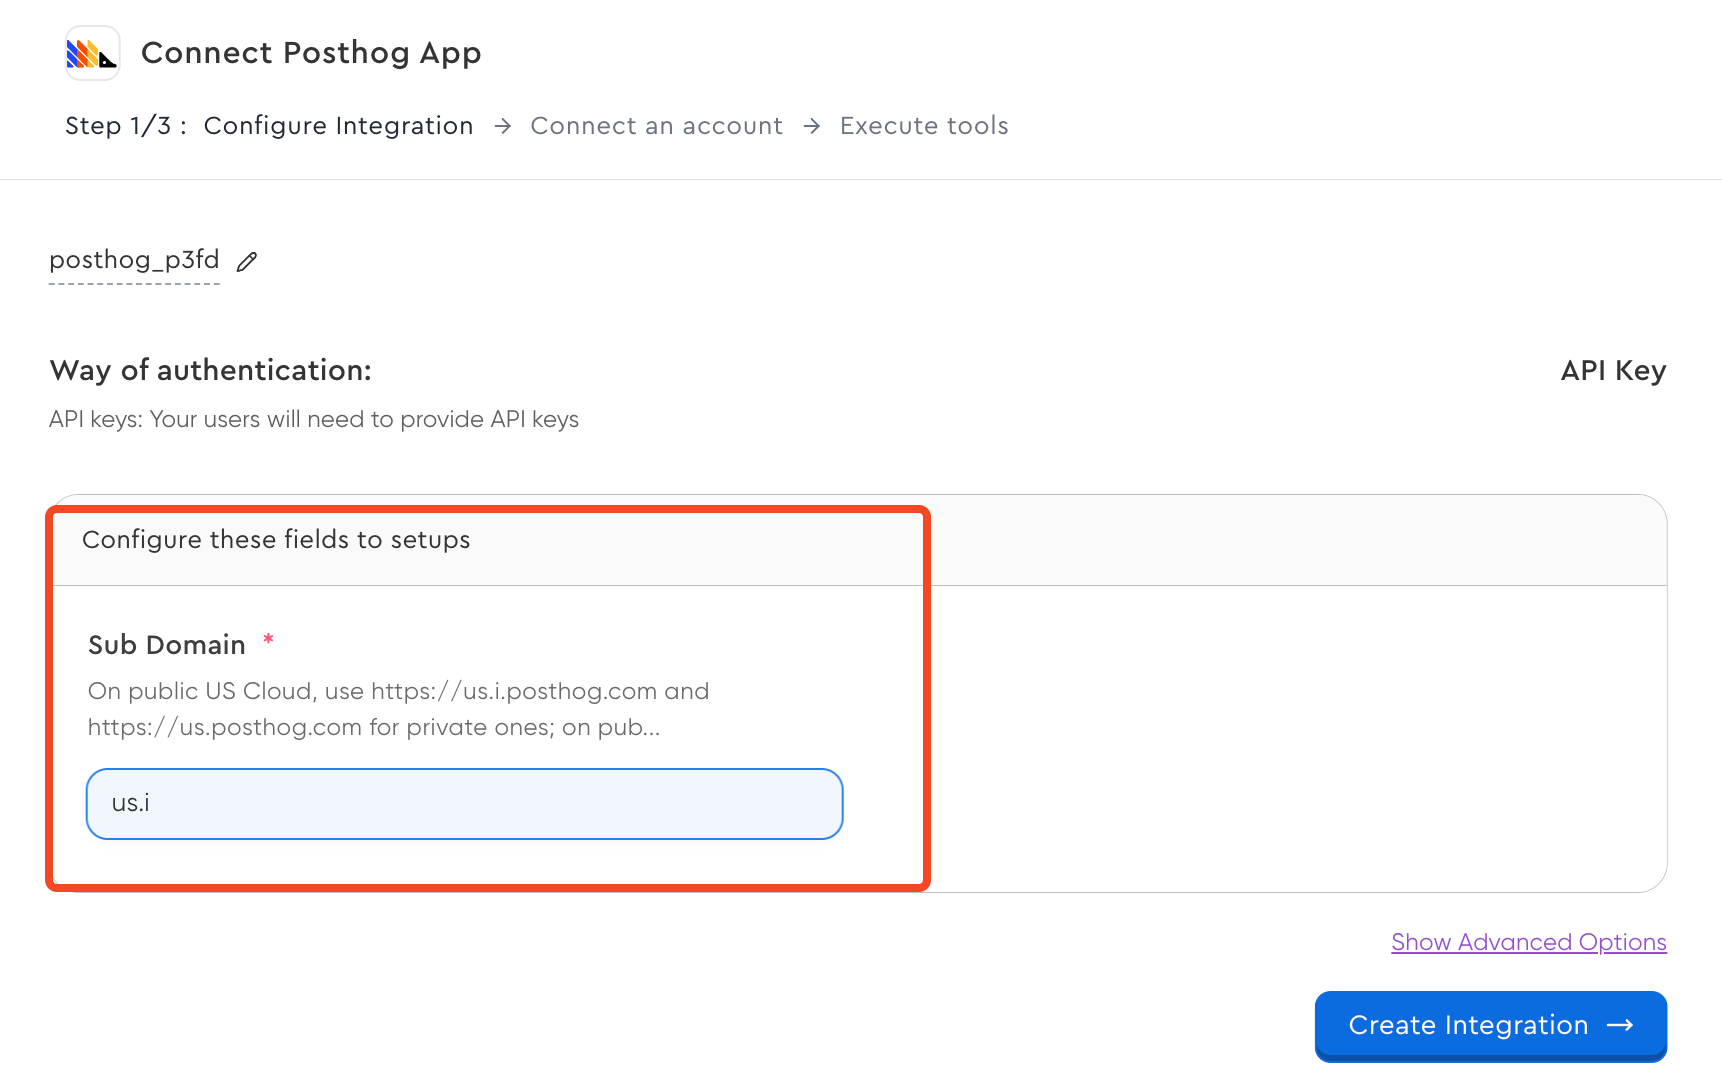 Connect Posthog App
Step 1/3 : Configure Integration → Connect an account → Execute tools
posthog_p3fd
Way of authentication:
API Key
API keys: Your users will need to provide API keys
Configure these fields to setups
Sub Domain *
On public US Cloud, use https://us.i.posthog.com and
https://us.posthog.com for private ones; on pub...
us.i
Show Advanced Options
Create Integration →